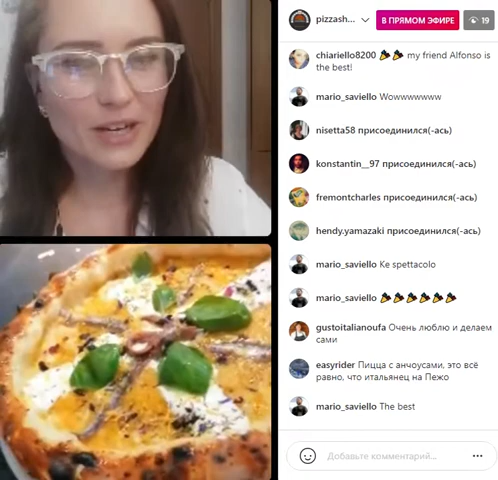 pizzash... В ПРЯМОМ ЭФИРЕ 19
chiariello8200 🎉🎉 my friend Alfonso is
the best!
mario_saviello Wowwwwwww
nisetta58 присоединился(-ась)
konstantin__97 присоединился(-ась)
fremontcharles присоединился(-ась)
hendy.yamazaki присоединился(-ась)
mario_saviello Ke spettacolo
mario_saviello 🎉🎉🎉🎉🎉🎉
gustoitalianoufa Очень люблю и делаем
сами
easyrider Пицца с анчоусами, это всё
равно, что итальянец на Пежо
mario_saviello The best
Добавьте комментарий...